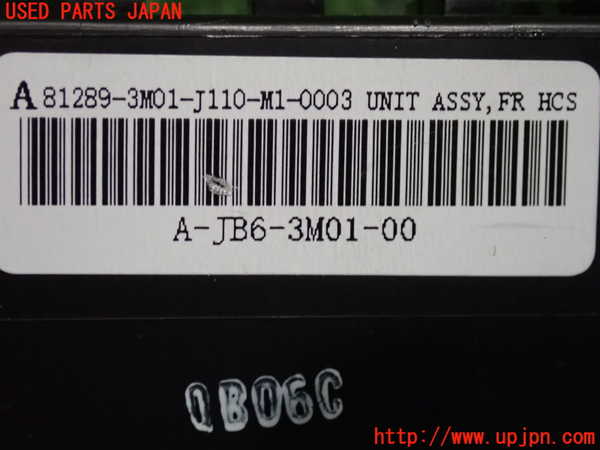 USED PARTS JAPAN
A 81289-3M01-J110-M1-0003 UNIT ASSY,FR HCS
A-JB6-3M01-00
QB06C
http://www.upjpn.com/